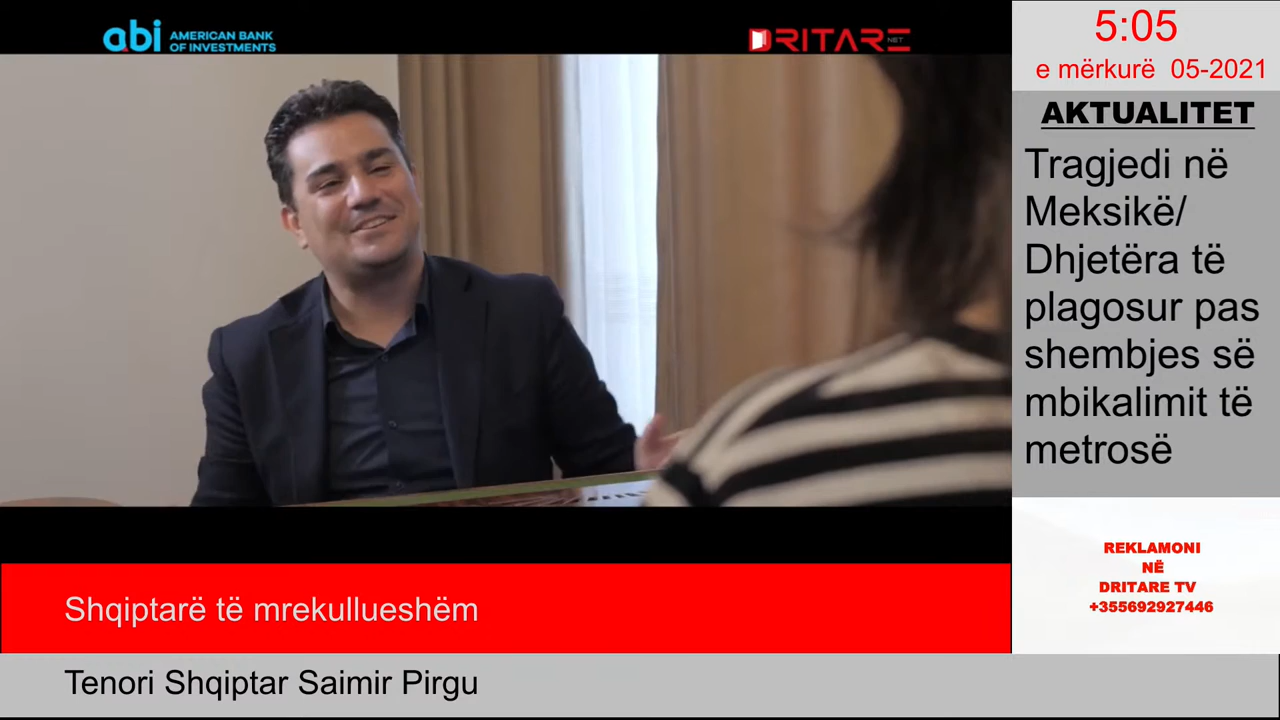 abi AMERICAN BANK
OF INVESTMENTS
DRITARE
NET
5:05
e mërkurë 05-2021
AKTUALITET
Tragjedi në
Meksikë/
Dhjetëra të
plagosur pas
shembjes së
mbikalimit të
metrosë
REKLAMONI
NË
DRITARE TV
+355692927446
Shqiptarë të mrekullueshëm
Tenori Shqiptar Saimir Pirgu